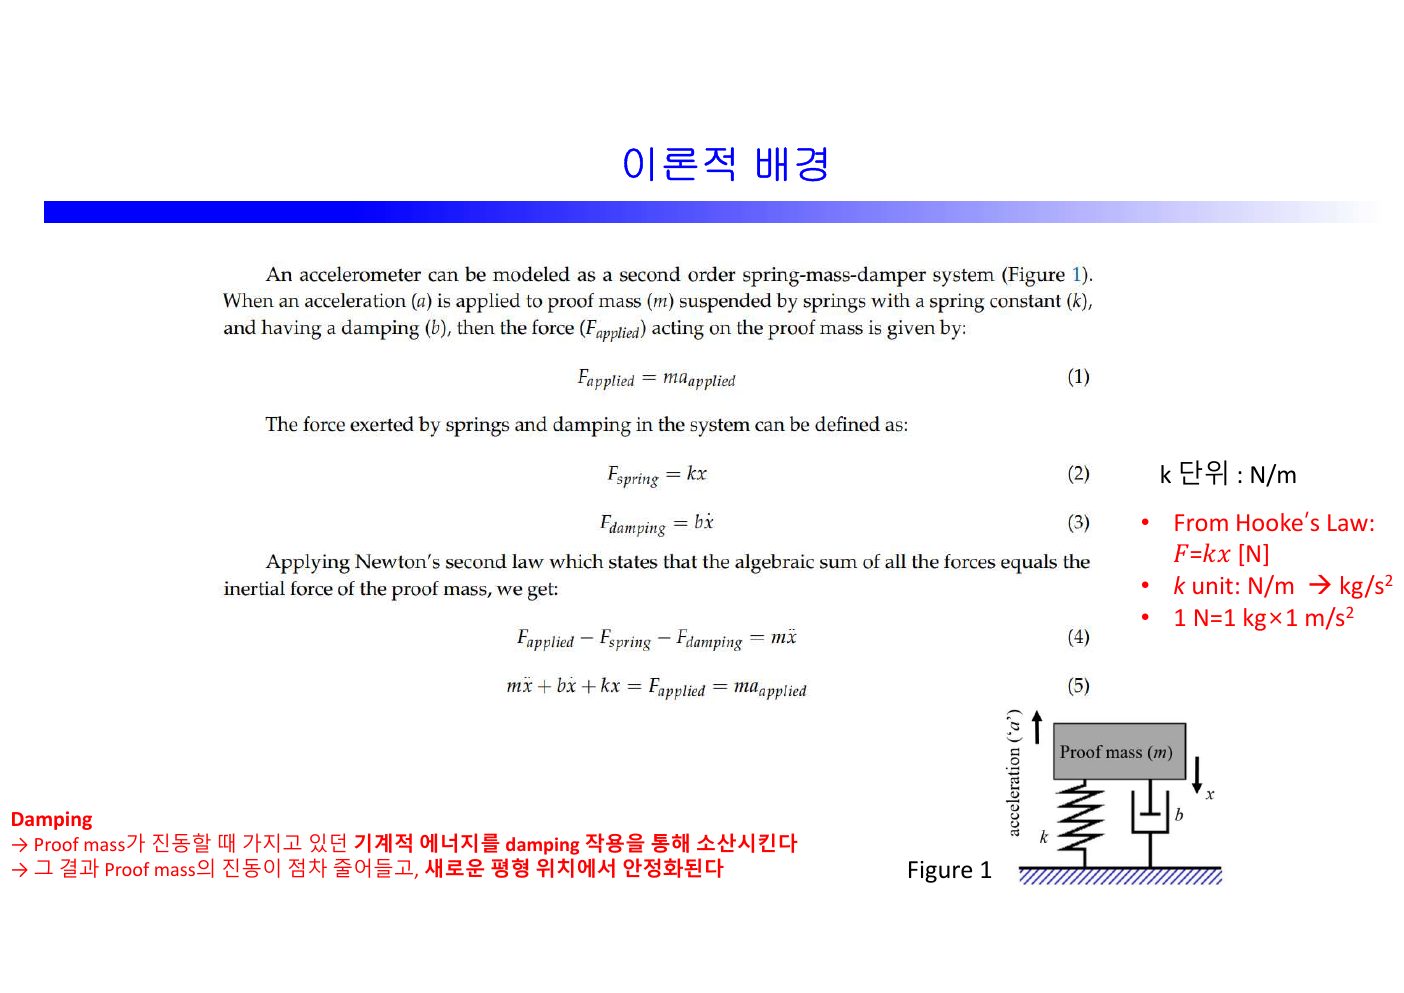 이론적 배경
An accelerometer can be modeled as a second order spring-mass-damper system (Figure 1).
When an acceleration (a) is applied to proof mass (m) suspended by springs with a spring constant (k),
and having a damping (b), then the force (F_applied) acting on the proof mass is given by:
F_applied = ma_applied (1)
The force exerted by springs and damping in the system can be defined as:
F_spring = kx (2)
F_damping = bẋ (3)
Applying Newton's second law which states that the algebraic sum of all the forces equals the
inertial force of the proof mass, we get:
F_applied − F_spring − F_damping = mẍ (4)
mẍ + bẋ + kx = F_applied = ma_applied (5)
k 단위 : N/m
• From Hooke's Law:
F=kx [N]
• k unit: N/m → kg/s²
• 1 N=1 kg×1 m/s²
acceleration ('a')
Proof mass (m)
x
k
b
Figure 1
Damping
→ Proof mass가 진동할 때 가지고 있던 기계적 에너지를 damping 작용을 통해 소산시킨다
→ 그 결과 Proof mass의 진동이 점차 줄어들고, 새로운 평형 위치에서 안정화된다